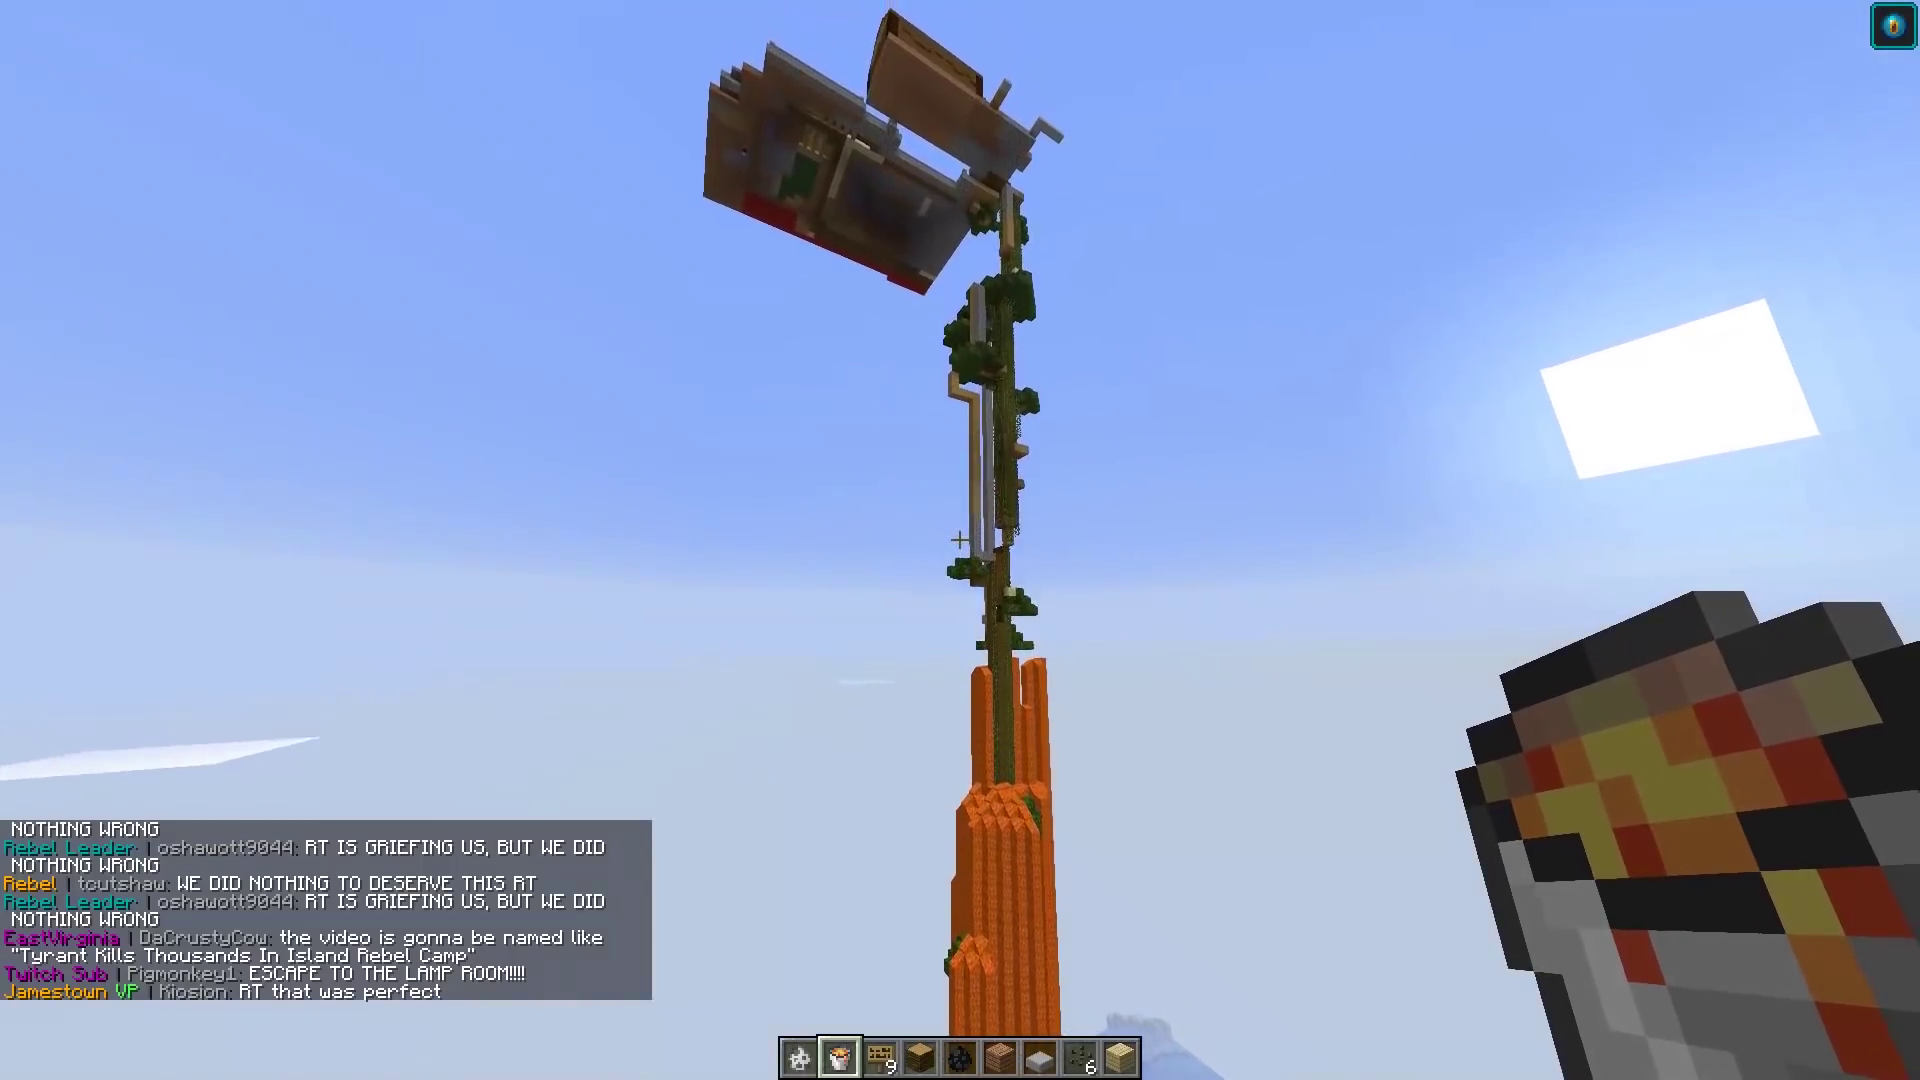 NOTHING WRONG
Rebel Leader | oshawott9044: RT IS GRIEFING US, BUT WE DID
NOTHING WRONG
Rebel | tcutshaw: WE DID NOTHING TO DESERVE THIS RT
Rebel Leader | oshawott9044: RT IS GRIEFING US, BUT WE DID
NOTHING WRONG
EastVirginia | DaCrustyCow: the video is gonna be named like
"Tyrant Kills Thousands In Island Rebel Camp"
Twitch Sub | Pigmonkey1: ESCAPE TO THE LAMP ROOM!!!!
Jamestown VP | Kiosion: RT that was perfect
9 6